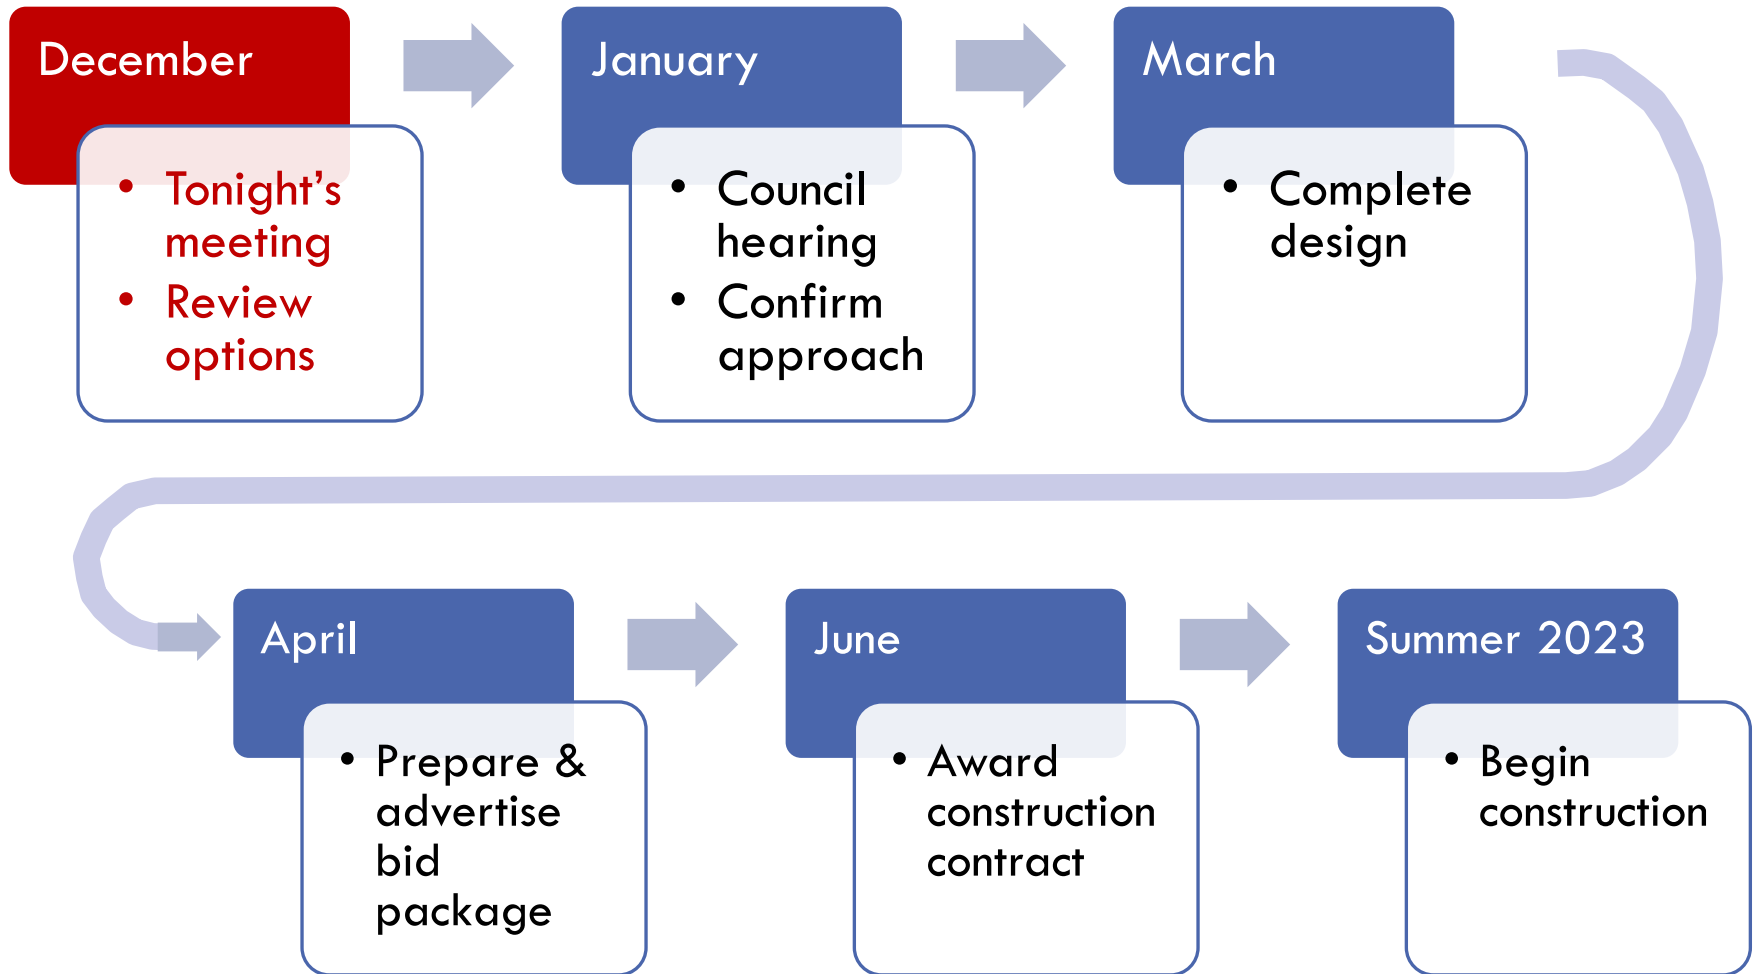 December
• Tonight’s
meeting
• Review
options
January
• Council
hearing
• Confirm
approach
March
• Complete
design
April
• Prepare &
advertise
bid
package
June
• Award
construction
contract
Summer 2023
• Begin
construction